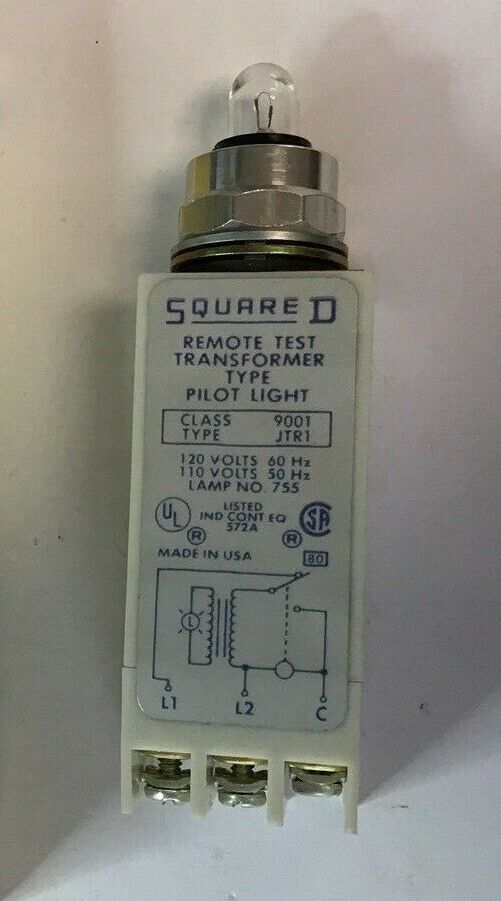 SQUARE D
REMOTE TEST
TRANSFORMER
TYPE
PILOT LIGHT
CLASS 9001
TYPE JTR1
120 VOLTS 60 Hz
110 VOLTS 50 Hz
LAMP NO. 755
UL LISTED SA
IND CONT EQ
572A
® ®
MADE IN USA 80
L
L1 L2 C